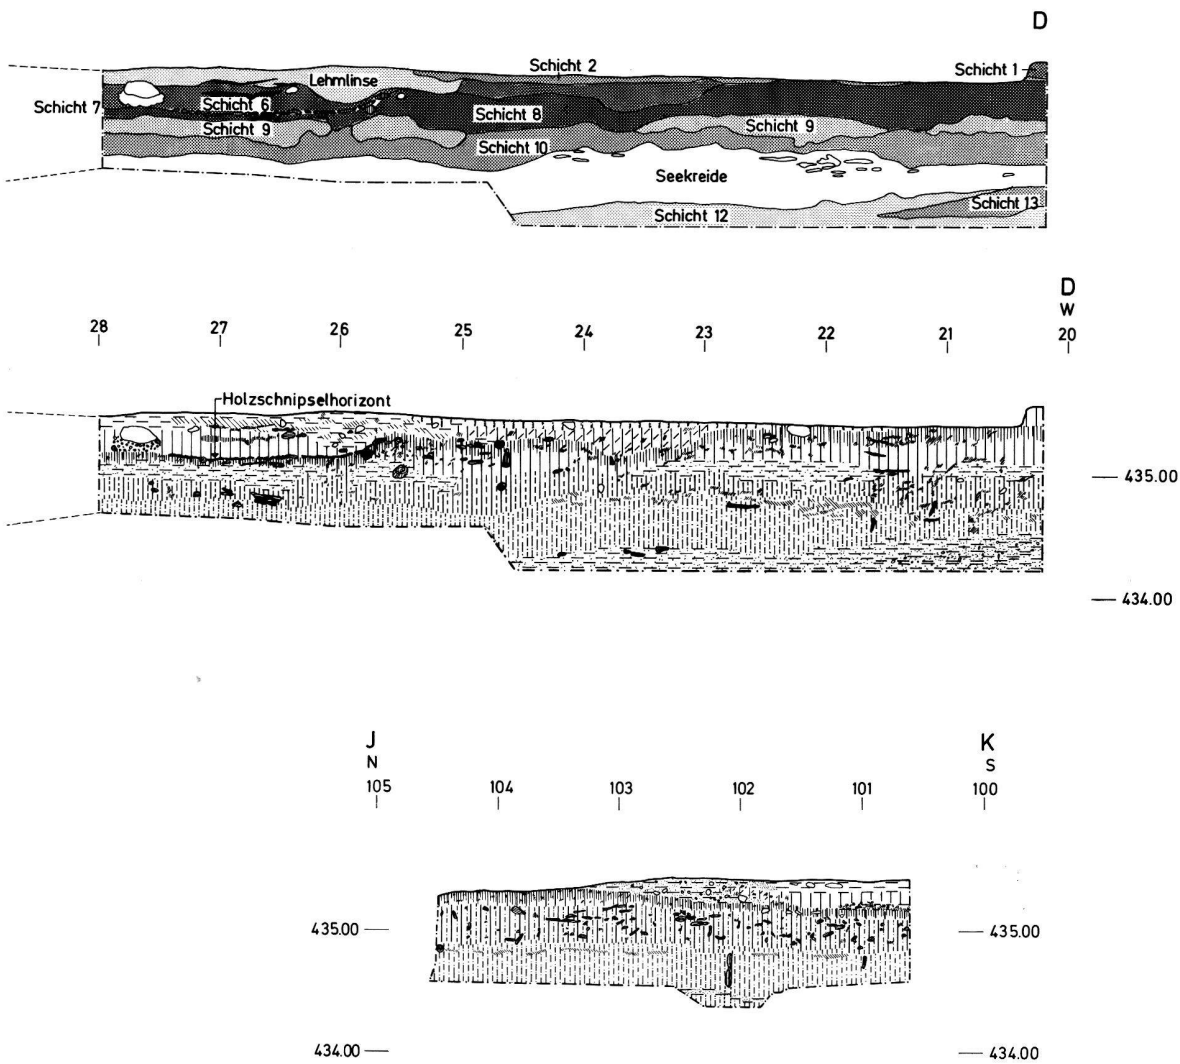 D
Schicht 2
Schicht 1
Lehmlinse
Schicht 7
Schicht 6
Schicht 8
Schicht 9
Schicht 9
Schicht 10
Seekreide
Schicht 12
Schicht 13
D
W
28 27 26 25 24 23 22 21 20
Holzschnipselhorizont
435.00
434.00
J
N
K
S
105 104 103 102 101 100
435.00
435.00
434.00
434.00